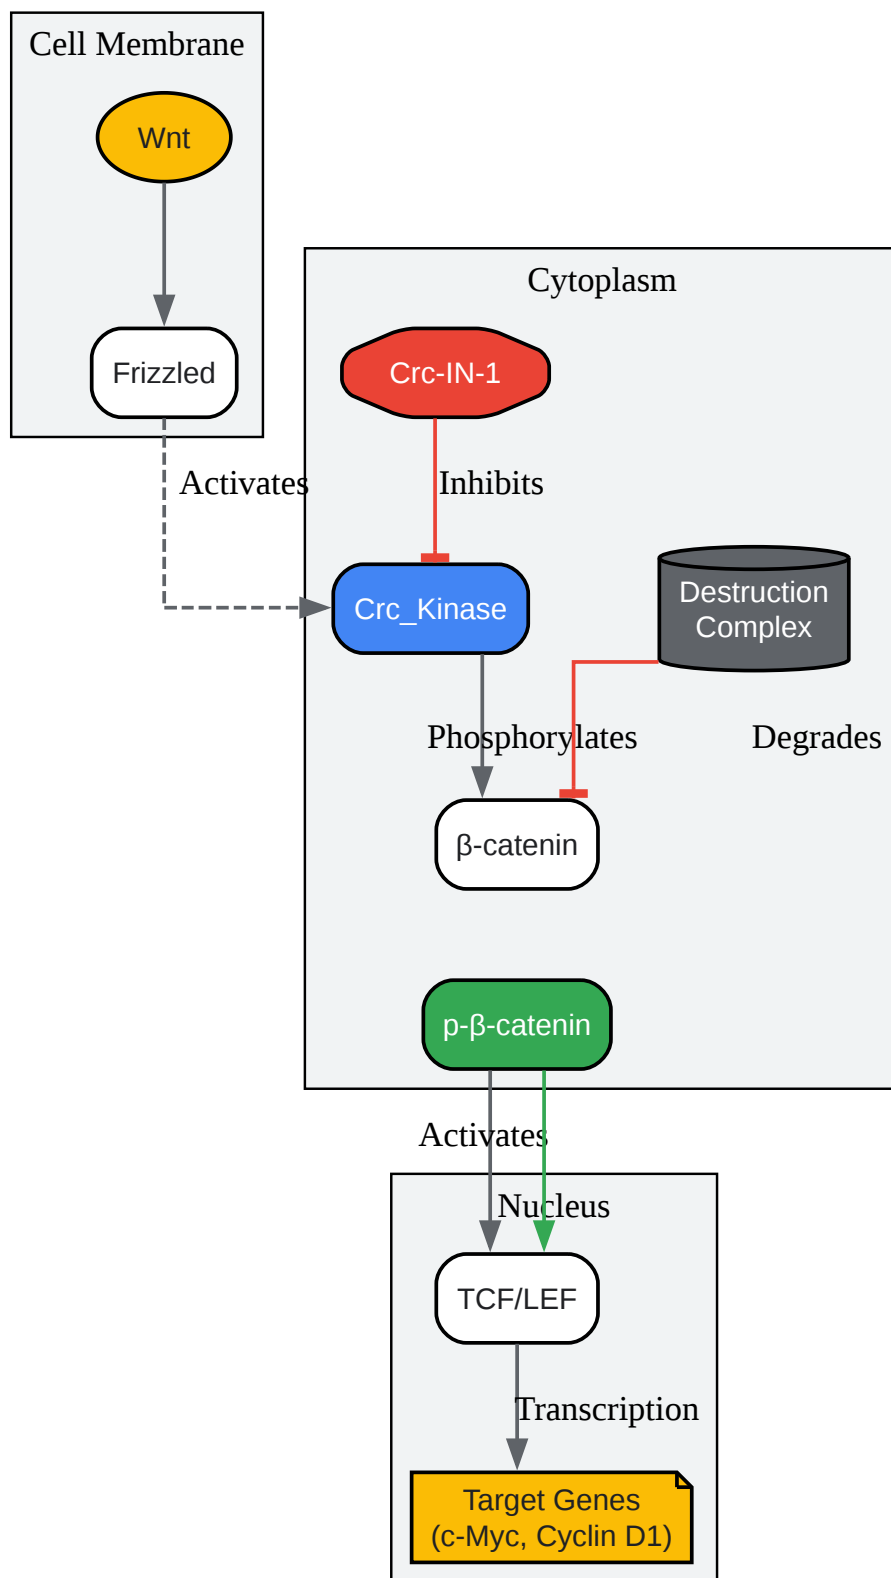 Cell Membrane
Wnt
Frizzled
Cytoplasm
Crc-IN-1
Activates
Inhibits
Crc_Kinase
Destruction
Complex
Phosphorylates
Degrades
β-catenin
p-β-catenin
Activates
Nucleus
TCF/LEF
Transcription
Target Genes
(c-Myc, Cyclin D1)